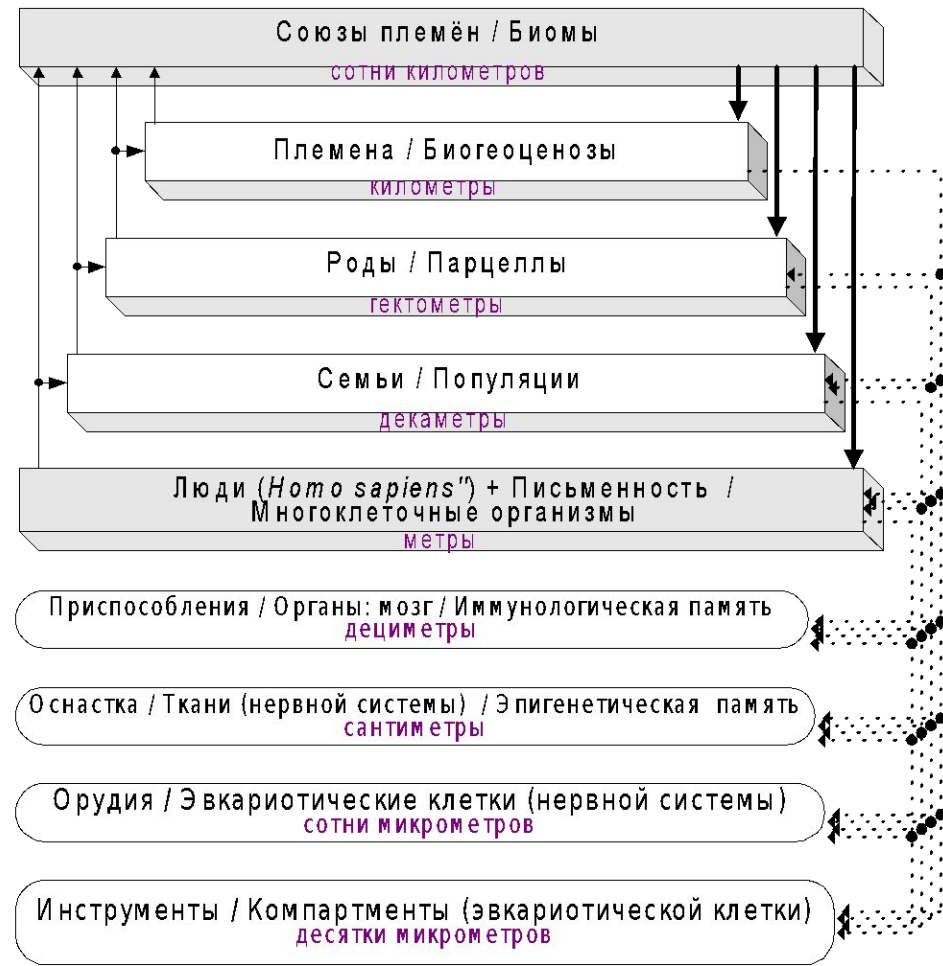 Союзы племён / Биомы
сотни километров
Племена / Биогеоценозы
километры
Роды / Парцеллы
гектометры
Семьи / Популяции
декаметры
Люди (Homo sapiens") + Письменность /
Многоклеточные организмы
метры
Приспособления / Органы: мозг / Иммунологическая память
дециметры
Оснастка / Ткани (нервной системы) / Эпигенетическая память
сантиметры
Орудия / Эвкариотические клетки (нервной системы)
сотни микрометров
Инструменты / Компартменты (эвкариотической клетки)
десятки микрометров